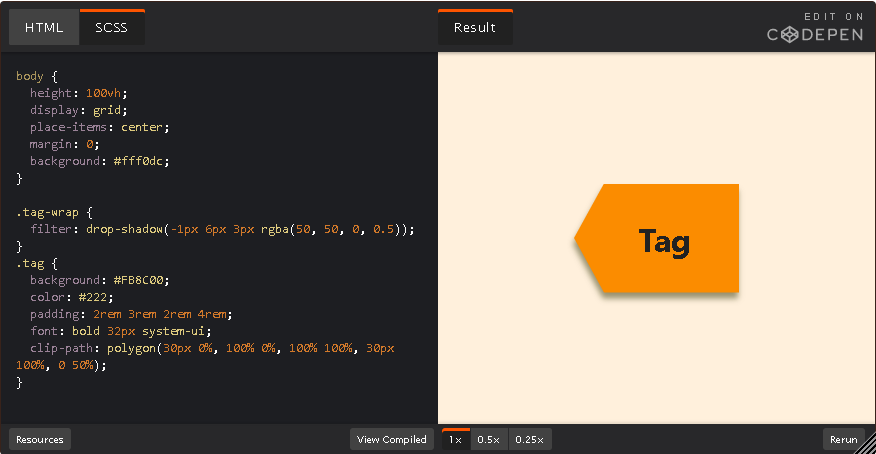 HTML
SCSS
Result
EDIT ON
CODEPEN
body {
  height: 100vh;
  display: grid;
  place-items: center;
  margin: 0;
  background: #fff0dc;
}
.tag-wrap {
  filter: drop-shadow(-1px 6px 3px rgba(50, 50, 0, 0.5));
}
.tag {
  background: #FB8C00;
  color: #222;
  padding: 2rem 3rem 2rem 4rem;
  font: bold 32px system-ui;
  clip-path: polygon(30px 0%, 100% 0%, 100% 100%, 30px
100%, 0 50%);
}
Tag
Resources
View Compiled
1x
0.5x
0.25x
Rerun